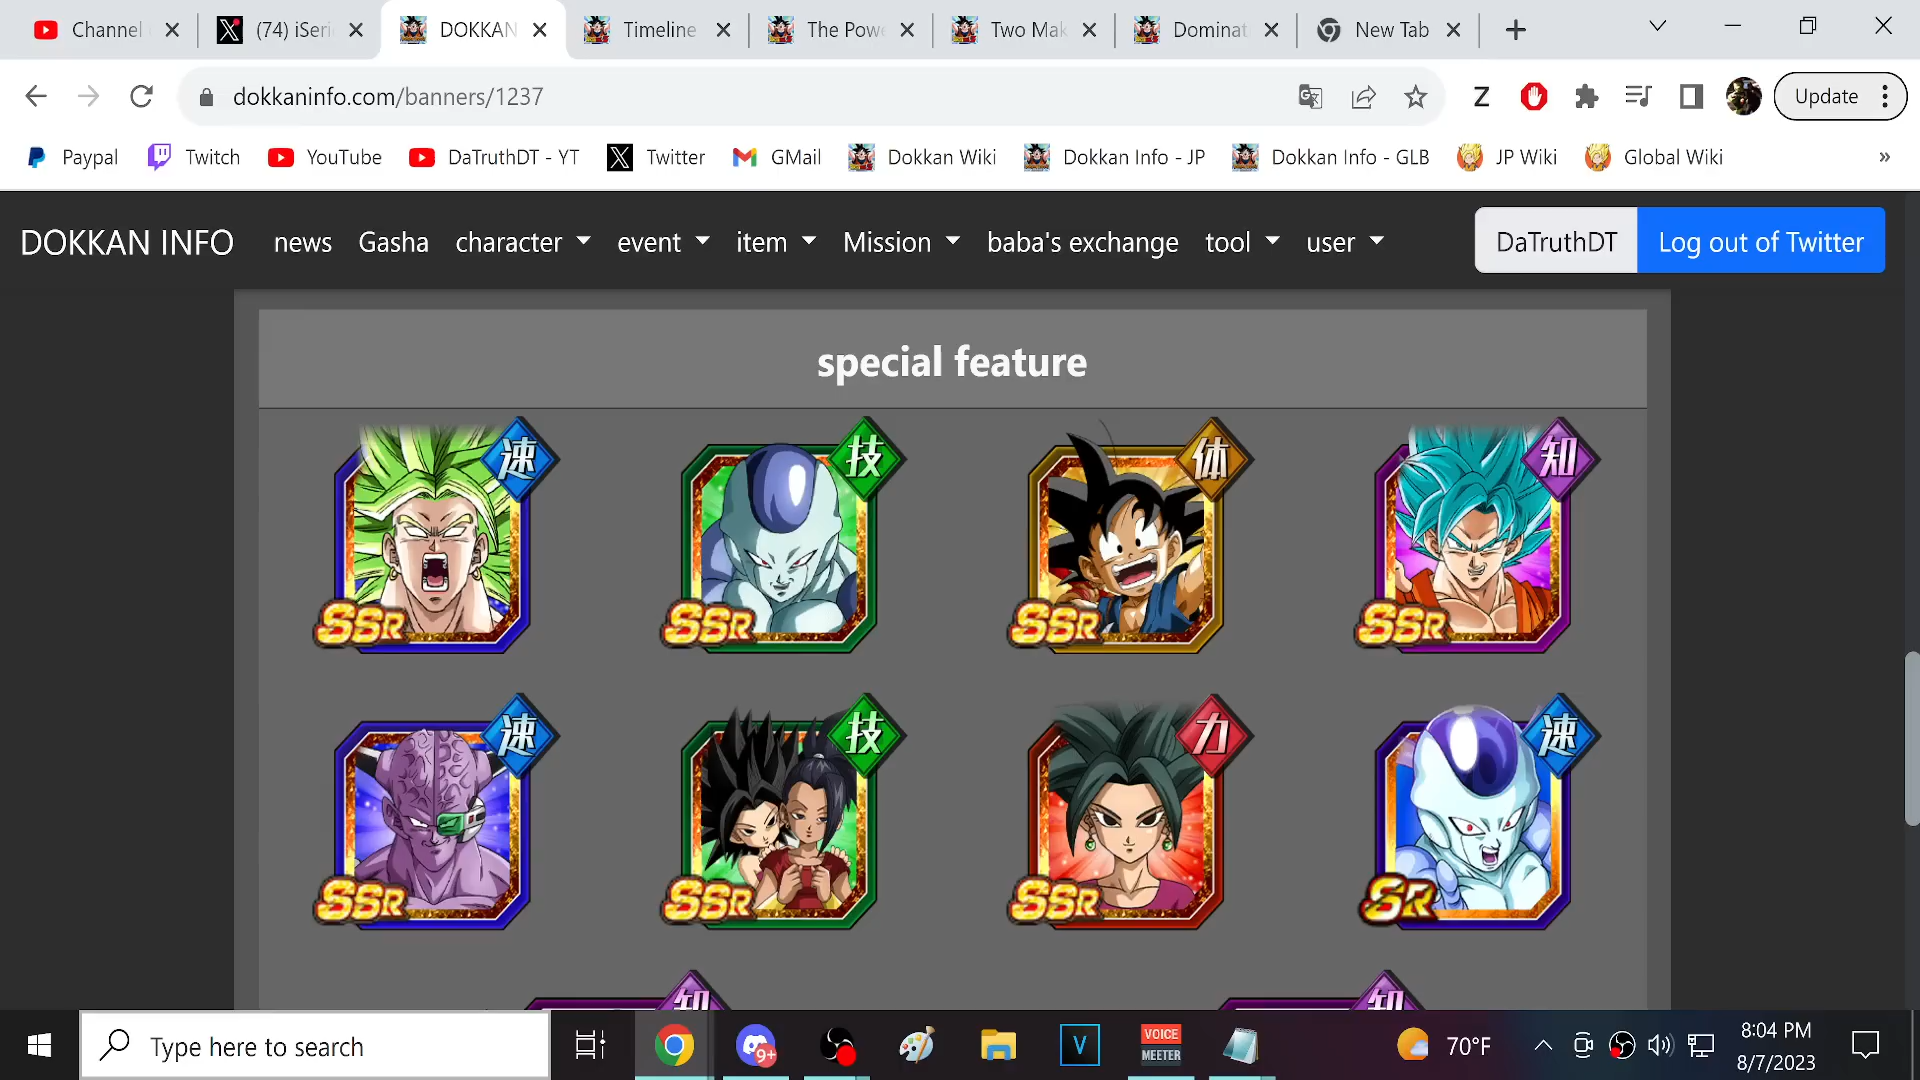 Channel
(74) iSeri
DOKKAN
Timeline
The Powe
Two Mak
Dominat
New Tab
dokkaninfo.com/banners/1237
Z
Update
Paypal
Twitch
YouTube
DaTruthDT - YT
Twitter
GMail
Dokkan Wiki
Dokkan Info - JP
Dokkan Info - GLB
JP Wiki
Global Wiki
»
DOKKAN INFO
news
Gasha
character
event
item
Mission
baba's exchange
tool
user
DaTruthDT
Log out of Twitter
special feature
速
技
体
知
SSR
SSR
SSR
SSR
速
技
力
速
SSR
SSR
SSR
SR
知
知
Type here to search
9+
V
VOICE
MEETER
70°F
8:04 PM
8/7/2023